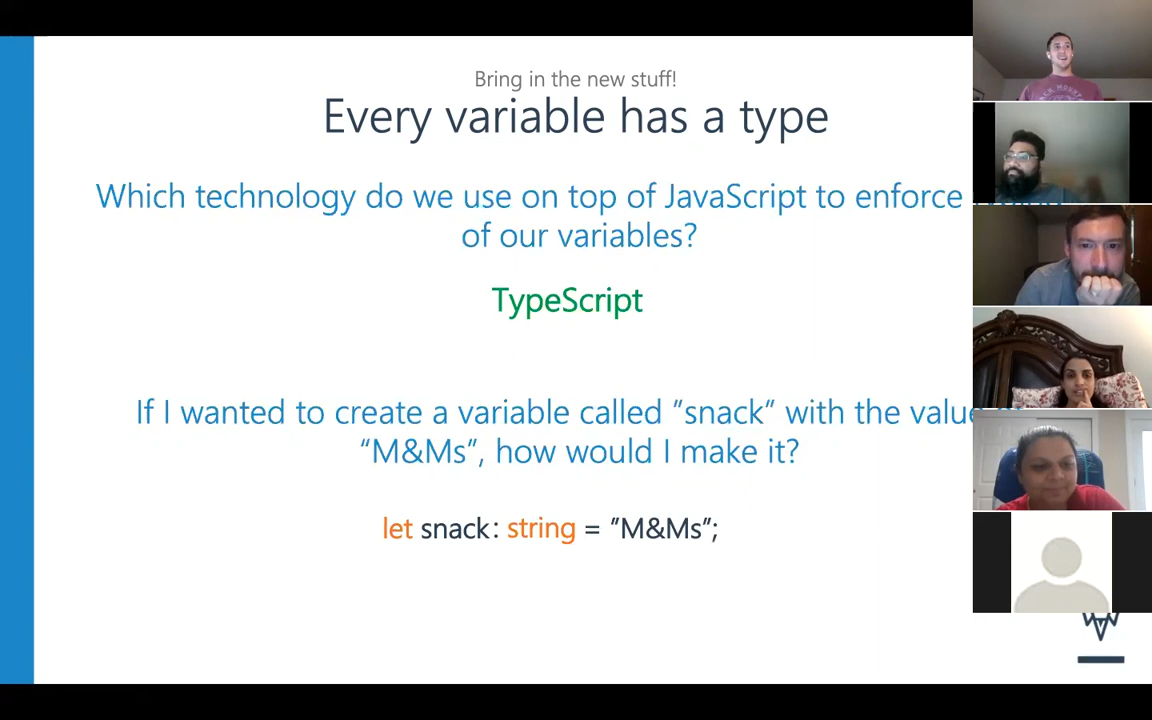 Bring in the new stuff!
Every variable has a type
Which technology do we use on top of JavaScript to enforce
of our variables?
TypeScript
If I wanted to create a variable called "snack" with the value
"M&Ms", how would I make it?
let snack: string = "M&Ms";